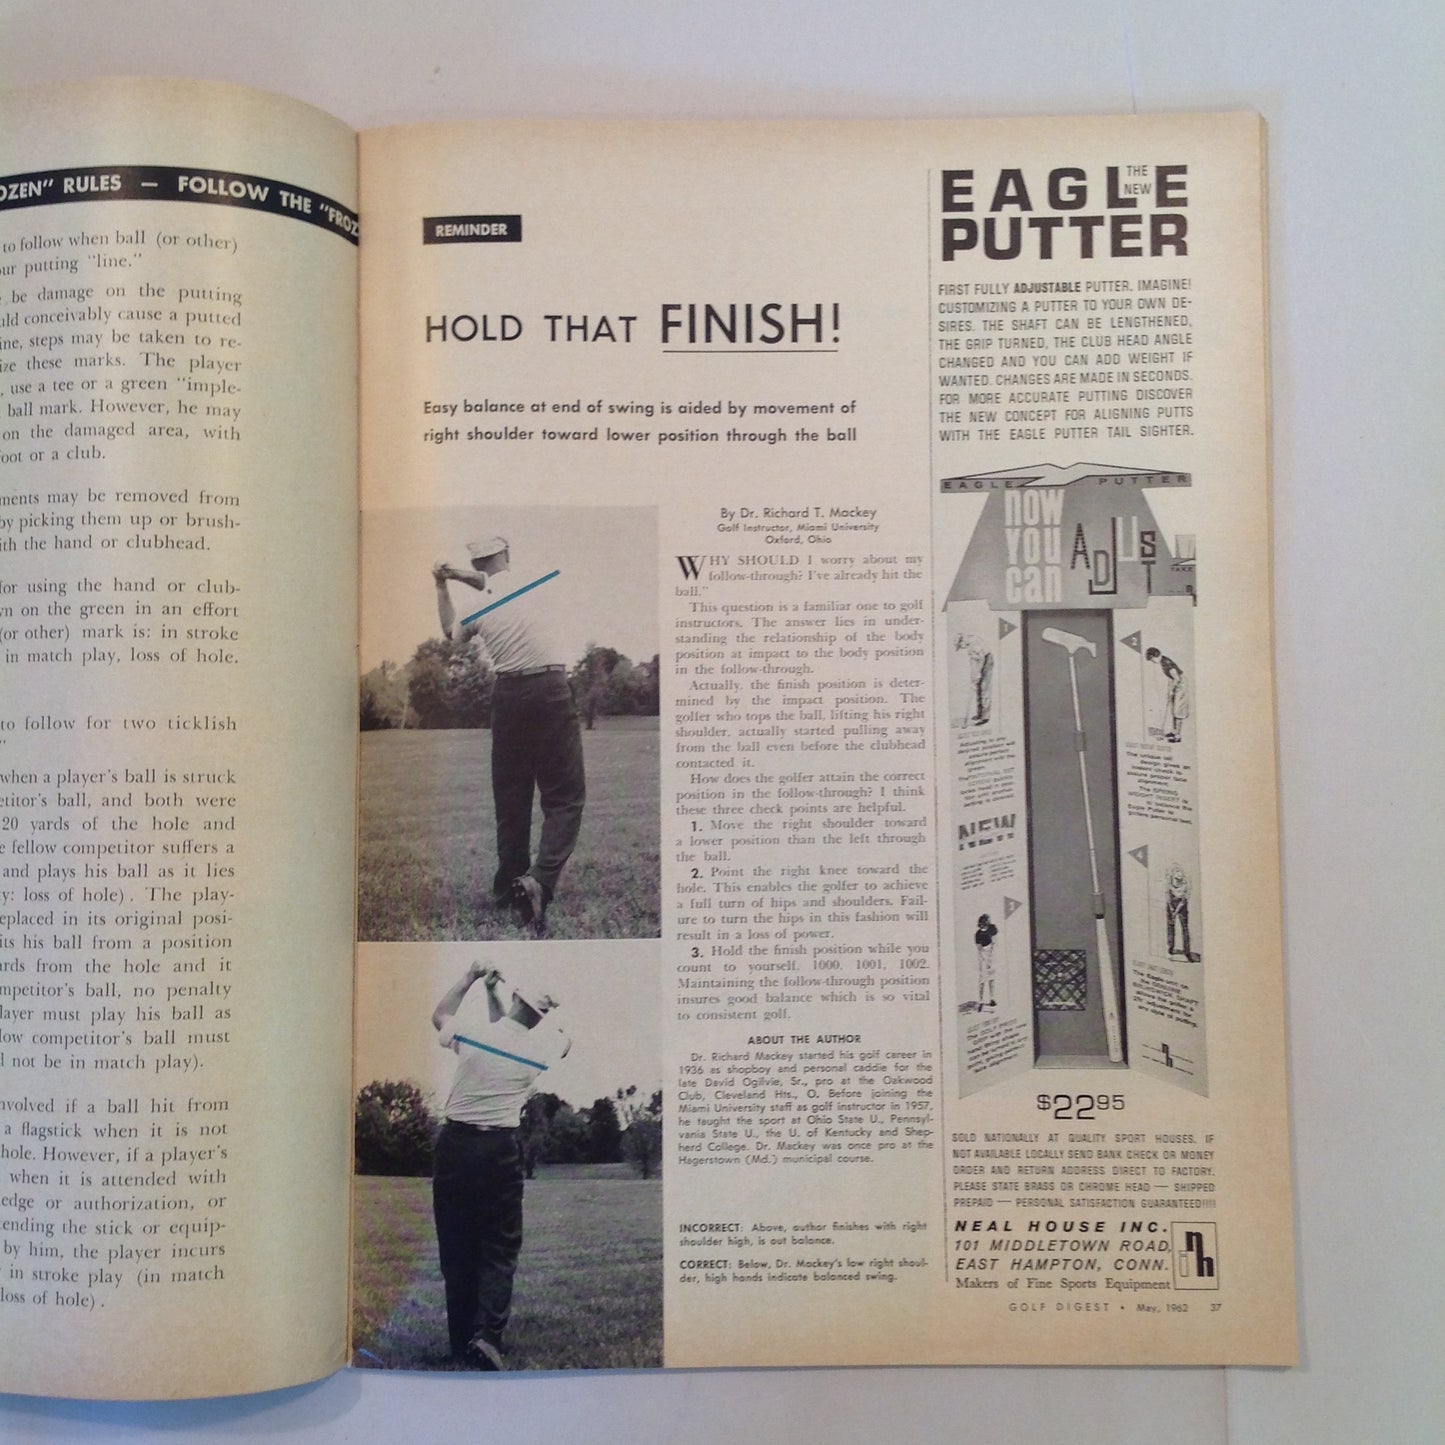 OZEN" RULES — FOLLOW THE "FROZ
to follow when ball (or other)
our putting "line."
be damage on the putting
uld conceivably cause a putted
ine, steps may be taken to re-
ize these marks. The player
, use a tee or a green "imple-
ball mark. However, he may
on the damaged area, with
foot or a club.
ments may be removed from
by picking them up or brush-
ith the hand or clubhead.
for using the hand or club-
wn on the green in an effort
(or other) mark is: in stroke
in match play, loss of hole.
to follow for two ticklish
"
when a player's ball is struck
etitor's ball, and both were
20 yards of the hole and
e fellow competitor suffers a
and plays his ball as it lies
y: loss of hole). The play-
eplaced in its original posi-
its his ball from a position
rds from the hole and it
mpetitor's ball, no penalty
layer must play his ball as
low competitor's ball must
d not be in match play).
nvolved if a ball hit from
a flagstick when it is not
hole. However, if a player's
when it is attended with
edge or authorization, or
tending the stick or equip-
by him, the player incurs
in stroke play (in match
loss of hole).
REMINDER
HOLD THAT FINISH!
Easy balance at end of swing is aided by movement of
right shoulder toward lower position through the ball
By Dr. Richard T. Mackey
Golf Instructor, Miami University
Oxford, Ohio
WHY SHOULD I worry about my
follow-through? I've already hit the
ball."
This question is a familiar one to golf
instructors. The answer lies in under-
standing the relationship of the body
position at impact to the body position
in the follow-through.
Actually, the finish position is deter-
mined by the impact position. The
golfer who tops the ball, lifting his right
shoulder, actually started pulling away
from the ball even before the clubhead
contacted it.
How does the golfer attain the correct
position in the follow-through? I think
these three check points are helpful.
1. Move the right shoulder toward
a lower position than the left through
the ball.
2. Point the right knee toward the
hole. This enables the golfer to achieve
a full turn of hips and shoulders. Fail-
ure to turn the hips in this fashion will
result in a loss of power.
3. Hold the finish position while you
count to yourself, 1000, 1001, 1002.
Maintaining the follow-through position
insures good balance which is so vital
to consistent golf.
ABOUT THE AUTHOR
Dr. Richard Mackey started his golf career in
1936 as shopboy and personal caddie for the
late David Ogilvie, Sr., pro at the Oakwood
Club, Cleveland Hts., O. Before joining the
Miami University staff as golf instructor in 1957,
he taught the sport at Ohio State U., Pennsyl-
vania State U., the U. of Kentucky and Shep-
herd College. Dr. Mackey was once pro at the
Hagerstown (Md.) municipal course.
INCORRECT: Above, author finishes with right
shoulder high, is out balance.
CORRECT: Below, Dr. Mackey's low right shoul-
der, high hands indicate balanced swing.
THE NEW
EAGLE
PUTTER
FIRST FULLY ADJUSTABLE PUTTER. IMAGINE!
CUSTOMIZING A PUTTER TO YOUR OWN DE-
SIRES. THE SHAFT CAN BE LENGTHENED,
THE GRIP TURNED, THE CLUB HEAD ANGLE
CHANGED AND YOU CAN ADD WEIGHT IF
WANTED. CHANGES ARE MADE IN SECONDS.
FOR MORE ACCURATE PUTTING DISCOVER
THE NEW CONCEPT FOR ALIGNING PUTTS
WITH THE EAGLE PUTTER TAIL SIGHTER.
EAGLE PUTTER
now
you
can
ADJUST
1
2
NEW
3
4
nh
$22.95
SOLD NATIONALLY AT QUALITY SPORT HOUSES. IF
NOT AVAILABLE LOCALLY SEND BANK CHECK OR MONEY
ORDER AND RETURN ADDRESS DIRECT TO FACTORY.
PLEASE STATE BRASS OR CHROME HEAD — SHIPPED
PREPAID — PERSONAL SATISFACTION GUARANTEED!!!!
NEAL HOUSE INC.
101 MIDDLETOWN ROAD,
EAST HAMPTON, CONN.
Makers of Fine Sports Equipment
nh
GOLF DIGEST • May, 1962 37